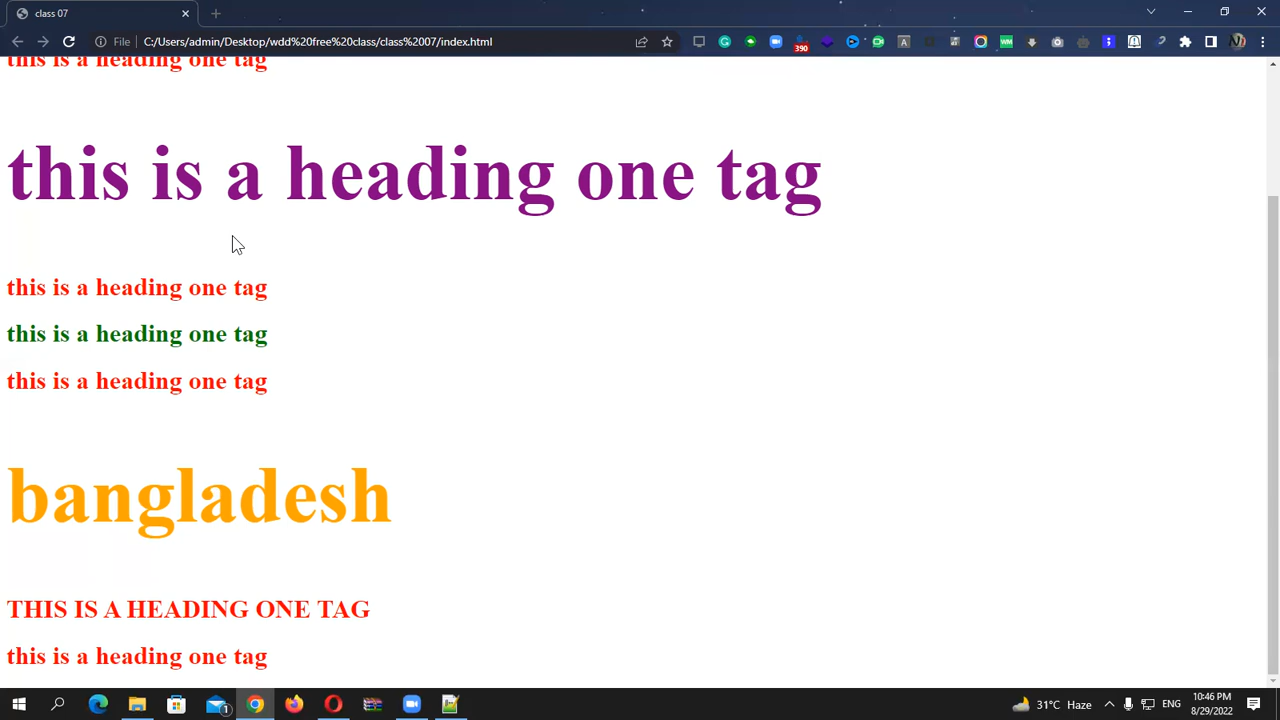 class 07
File
C:/Users/admin/Desktop/wdd%20free%20class/class%2007/index.html
390
this is a heading one tag
this is a heading one tag
this is a heading one tag
this is a heading one tag
this is a heading one tag
bangladesh
THIS IS A HEADING ONE TAG
this is a heading one tag
1
31°C Haze
ENG
10:46 PM
8/29/2022